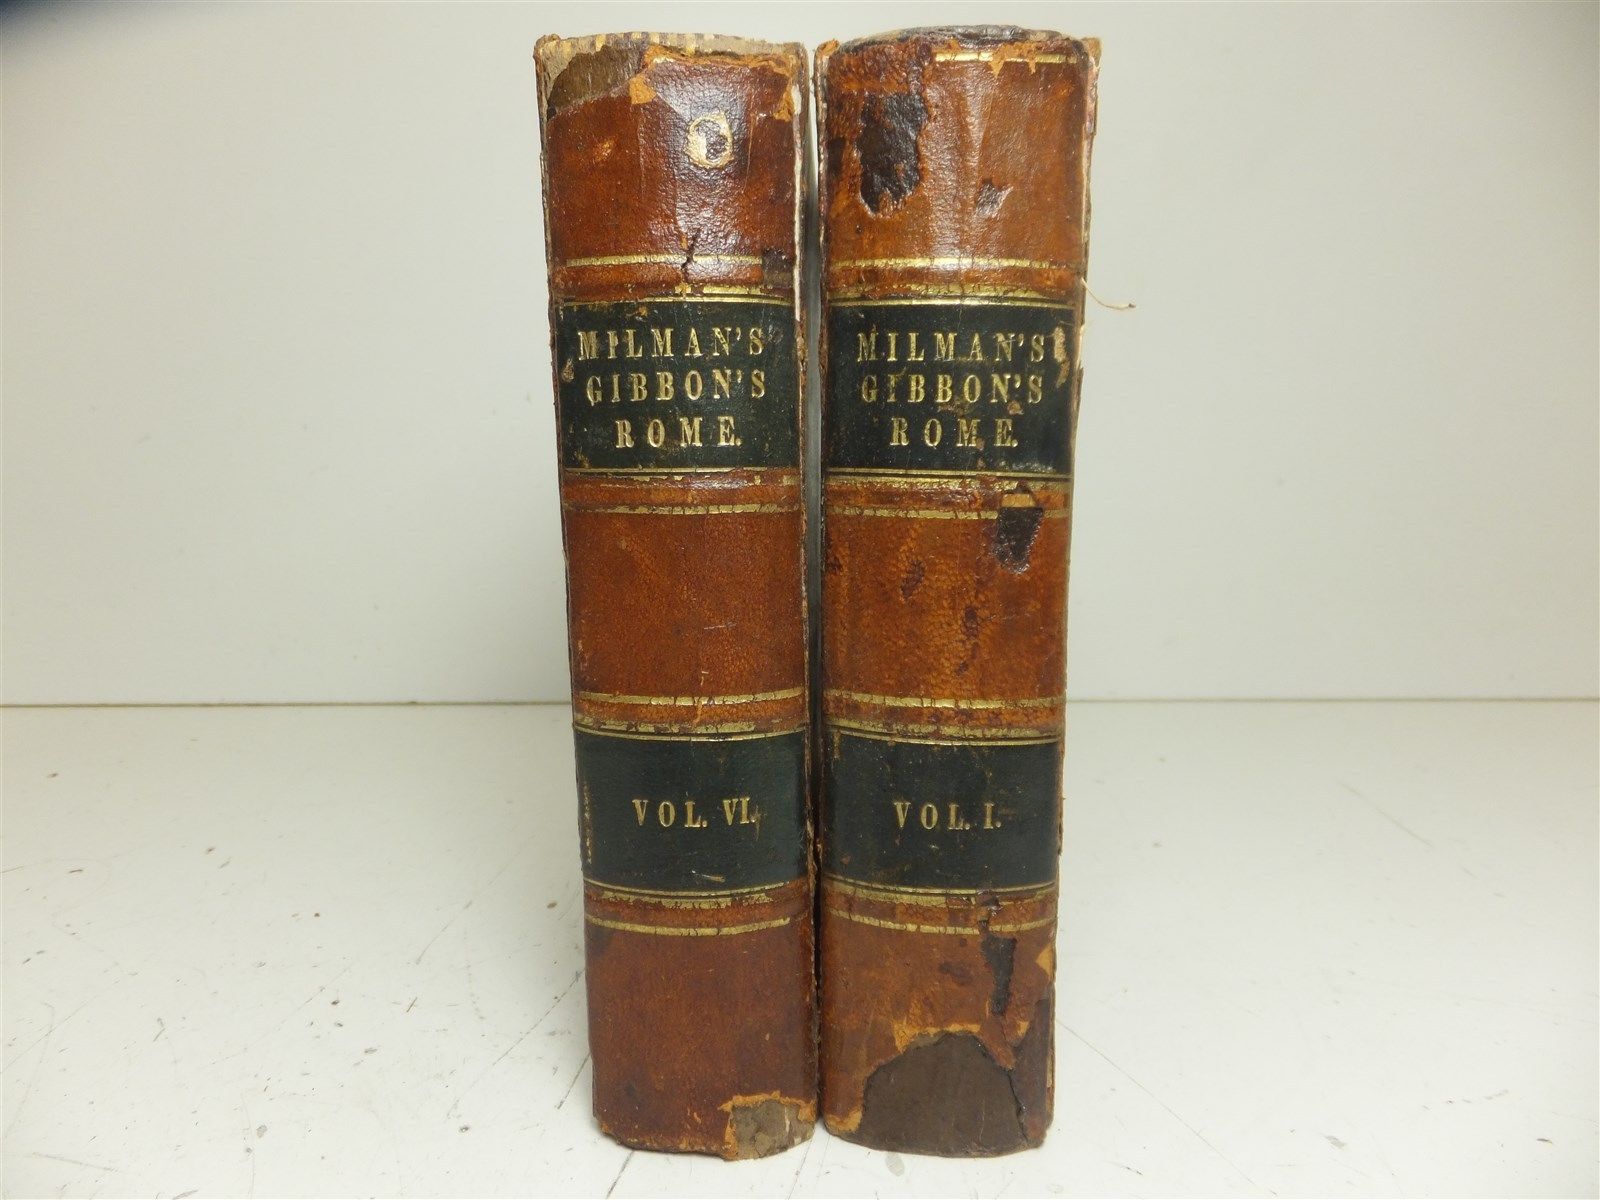 MILMAN'S
GIBBON'S
ROME.
VOL. VI.
MILMAN'S
GIBBON'S
ROME.
VOL. I.